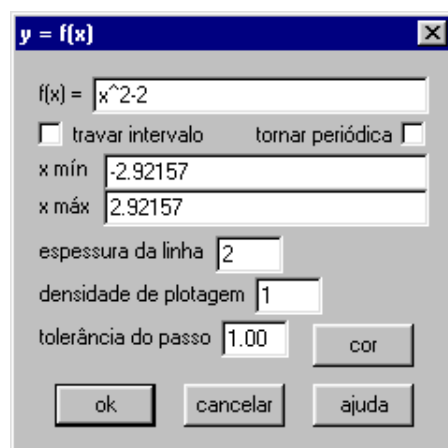 y = f(x)
f(x) = x^2-2
travar intervalo tornar periódica
x mín -2.92157
x máx 2.92157
espessura da linha 2
densidade de plotagem 1
tolerância do passo 1.00 cor
ok cancelar ajuda